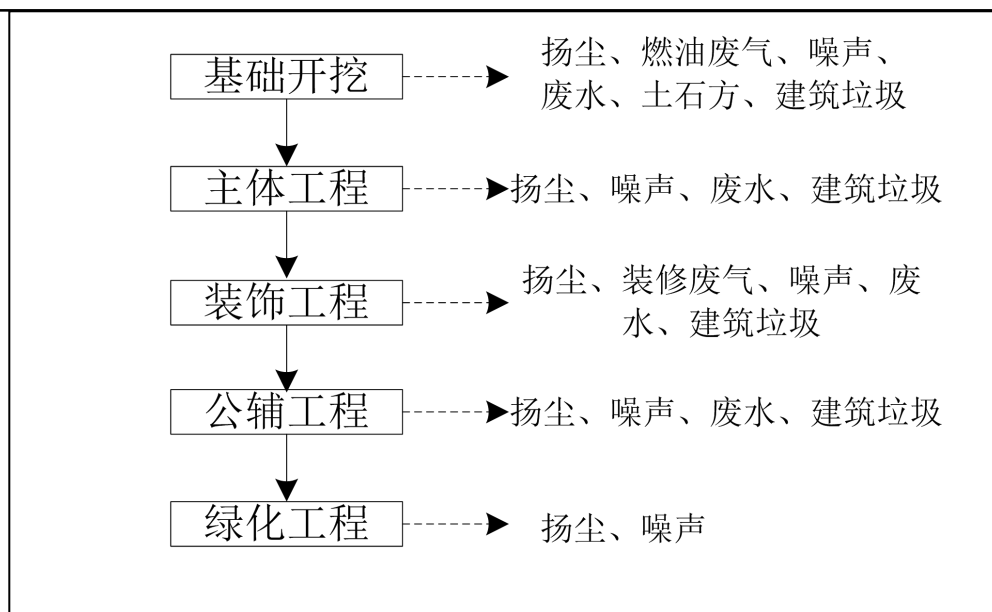 基础开挖
扬尘、燃油废气、噪声、
废水、土石方、建筑垃圾
主体工程
扬尘、噪声、废水、建筑垃圾
装饰工程
扬尘、装修废气、噪声、废
水、建筑垃圾
公辅工程
扬尘、噪声、废水、建筑垃圾
绿化工程
扬尘、噪声